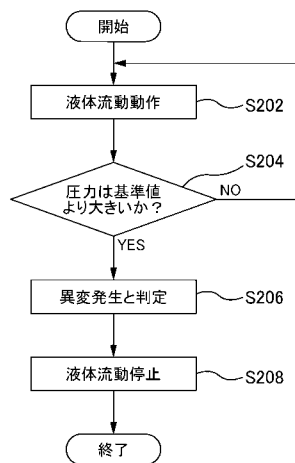 開始
液体流動動作
S202
圧力は基準値
より大きいか？
S204
NO
YES
異変発生と判定
S206
液体流動停止
S208
終了